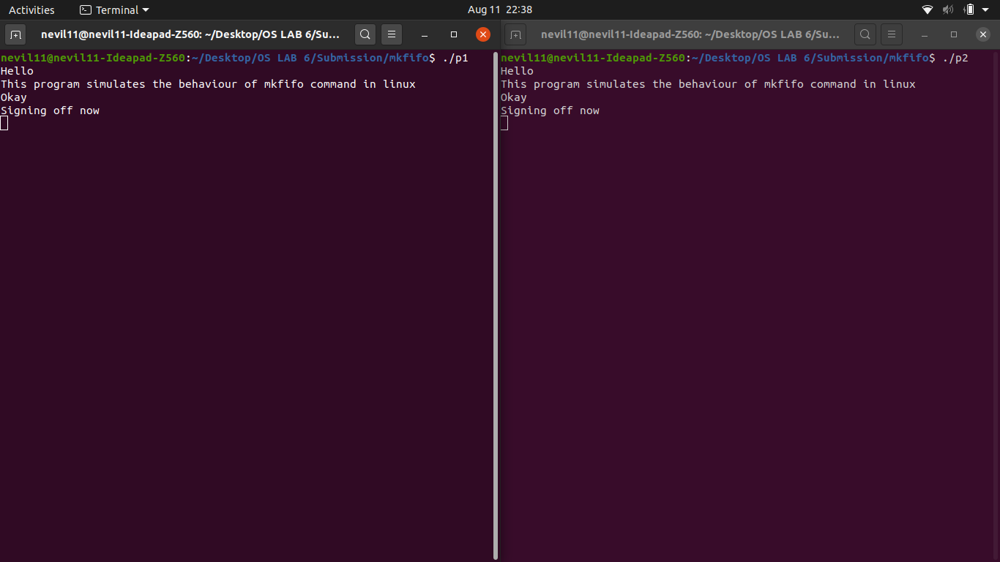 Activities Terminal Aug 11 22:38
nevil11@nevil11-Ideapad-Z560: ~/Desktop/OS LAB 6/Su...
nevil11@nevil11-Ideapad-Z560:~/Desktop/OS LAB 6/Submission/mkfifo$ ./p1
Hello
This program simulates the behaviour of mkfifo command in linux
Okay
Signing off now
nevil11@nevil11-Ideapad-Z560: ~/Desktop/OS LAB 6/Su...
nevil11@nevil11-Ideapad-Z560:~/Desktop/OS LAB 6/Submission/mkfifo$ ./p2
Hello
This program simulates the behaviour of mkfifo command in linux
Okay
Signing off now